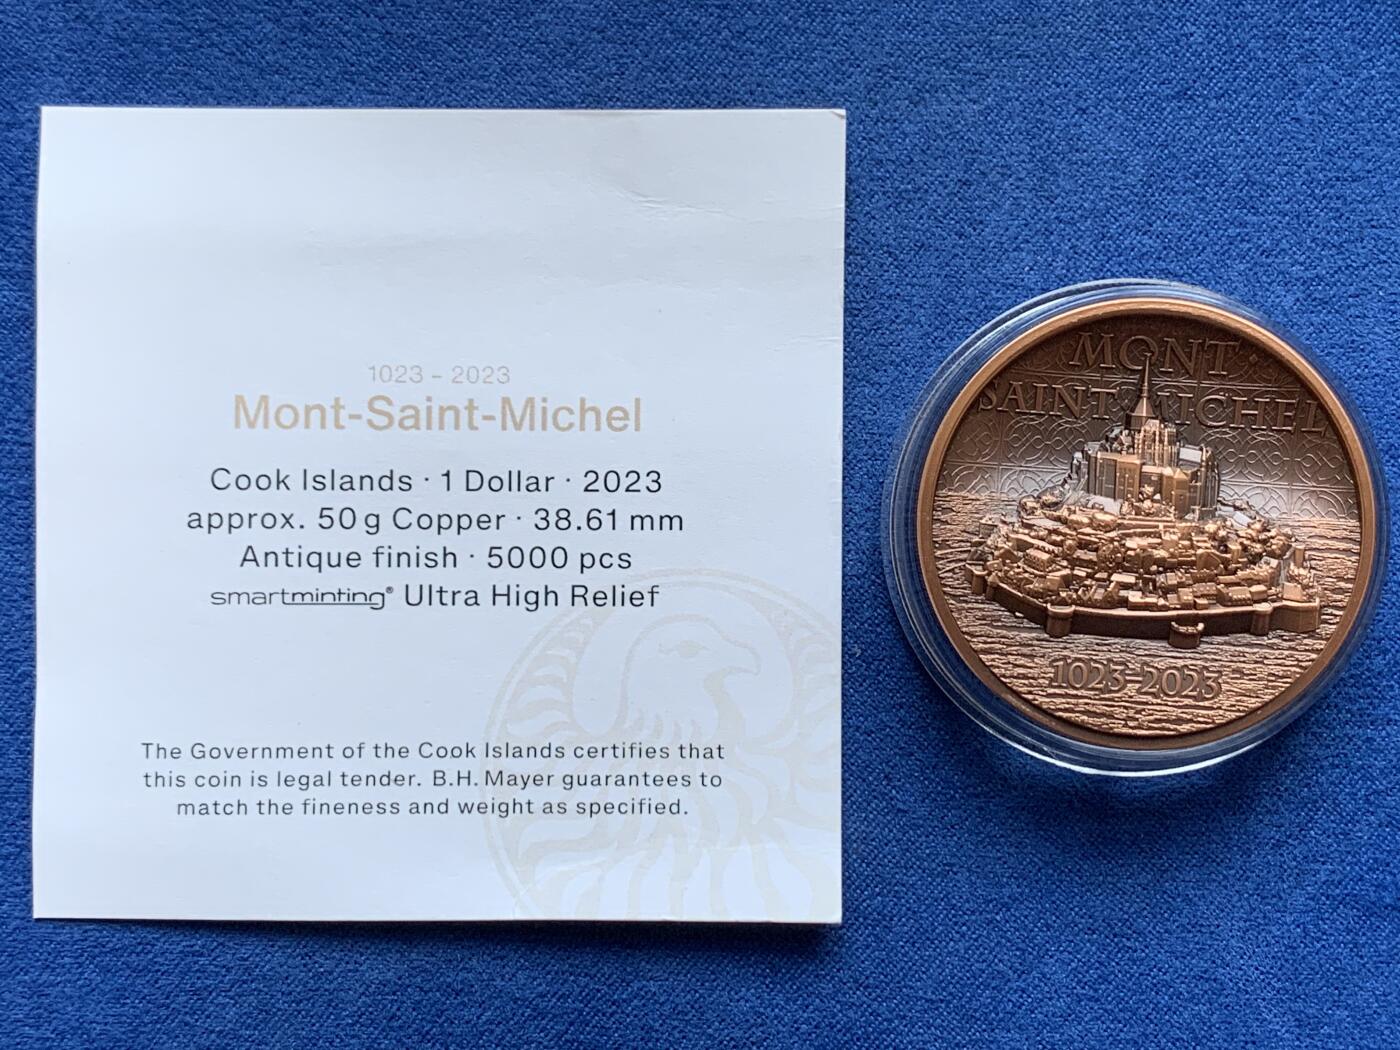 1023 – 2023
Mont-Saint-Michel
Cook Islands · 1 Dollar · 2023
approx. 50 g Copper · 38.61 mm
Antique finish · 5000 pcs
smartminting® Ultra High Relief
The Government of the Cook Islands certifies that
this coin is legal tender. B.H. Mayer guarantees to
match the fineness and weight as specified.
MONT
SAINT MICHEL
1023-2023